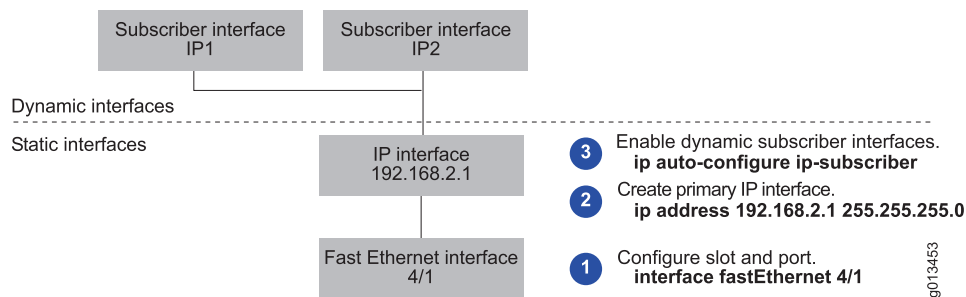 Subscriber interface
IP1
Subscriber interface
IP2
Dynamic interfaces
Static interfaces
IP interface
192.168.2.1
Fast Ethernet interface
4/1
3
Enable dynamic subscriber interfaces.
ip auto-configure ip-subscriber
2
Create primary IP interface.
ip address 192.168.2.1 255.255.255.0
1
Configure slot and port.
interface fastEthernet 4/1
g013453